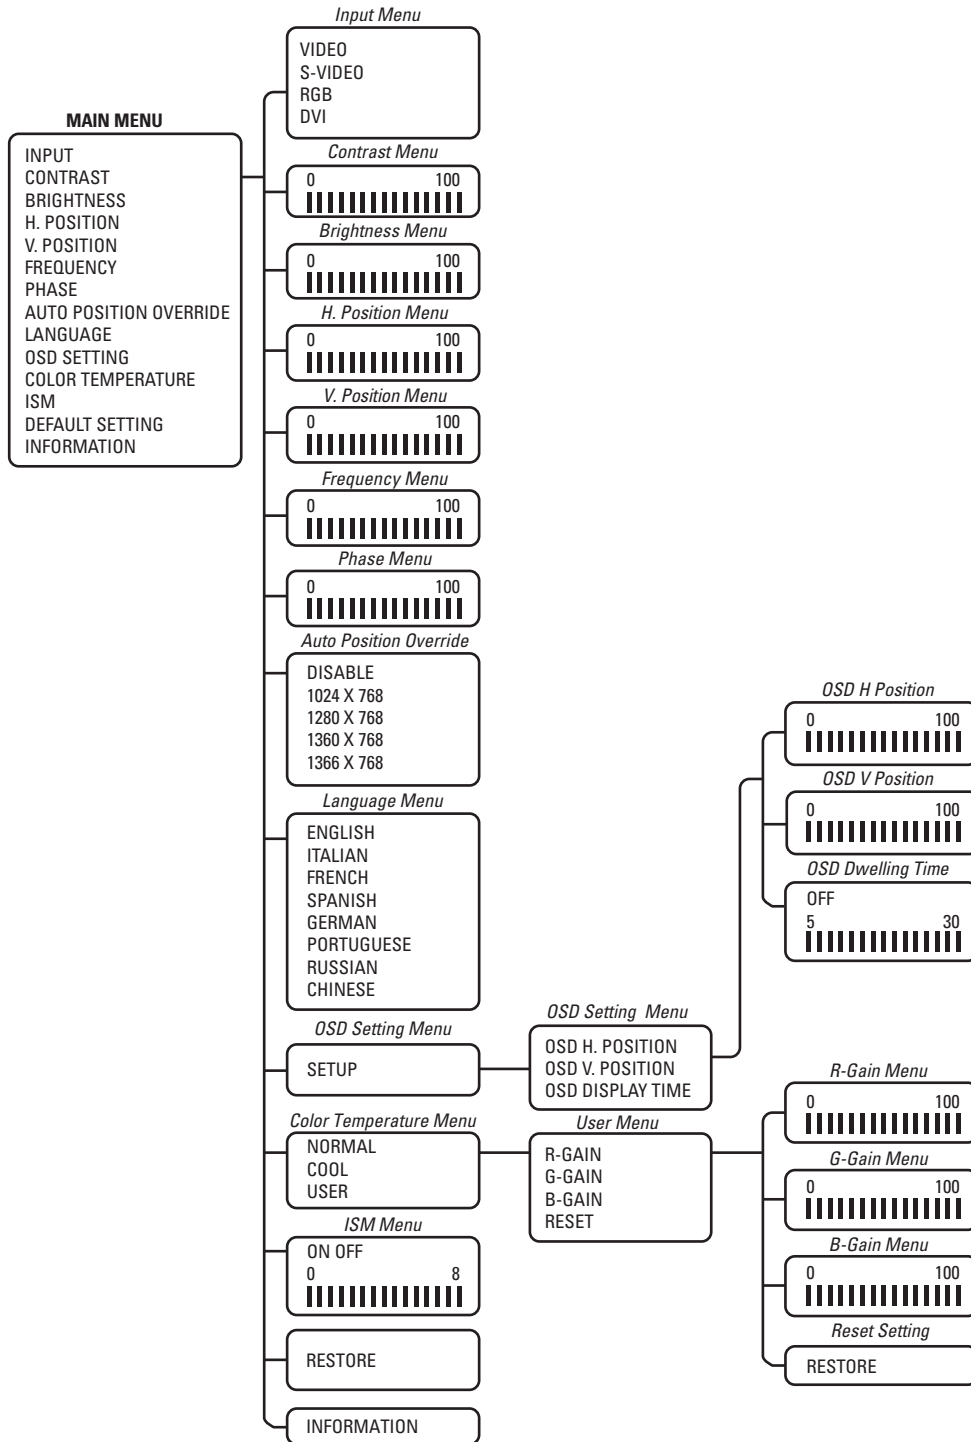 MAIN MENU
INPUT
CONTRAST
BRIGHTNESS
H. POSITION
V. POSITION
FREQUENCY
PHASE
AUTO POSITION OVERRIDE
LANGUAGE
OSD SETTING
COLOR TEMPERATURE
ISM
DEFAULT SETTING
INFORMATION
Input Menu
VIDEO
S-VIDEO
RGB
DVI
Contrast Menu
0 100
Brightness Menu
0 100
H. Position Menu
0 100
V. Position Menu
0 100
Frequency Menu
0 100
Phase Menu
0 100
Auto Position Override
DISABLE
1024 X 768
1280 X 768
1360 X 768
1366 X 768
Language Menu
ENGLISH
ITALIAN
FRENCH
SPANISH
GERMAN
PORTUGUESE
RUSSIAN
CHINESE
OSD Setting Menu
SETUP
Color Temperature Menu
NORMAL
COOL
USER
ISM Menu
ON OFF
0 8
RESTORE
INFORMATION
OSD Setting Menu
OSD H. POSITION
OSD V. POSITION
OSD DISPLAY TIME
User Menu
R-GAIN
G-GAIN
B-GAIN
RESET
OSD H Position
0 100
OSD V Position
0 100
OSD Dwelling Time
OFF
5 30
R-Gain Menu
0 100
G-Gain Menu
0 100
B-Gain Menu
0 100
Reset Setting
RESTORE